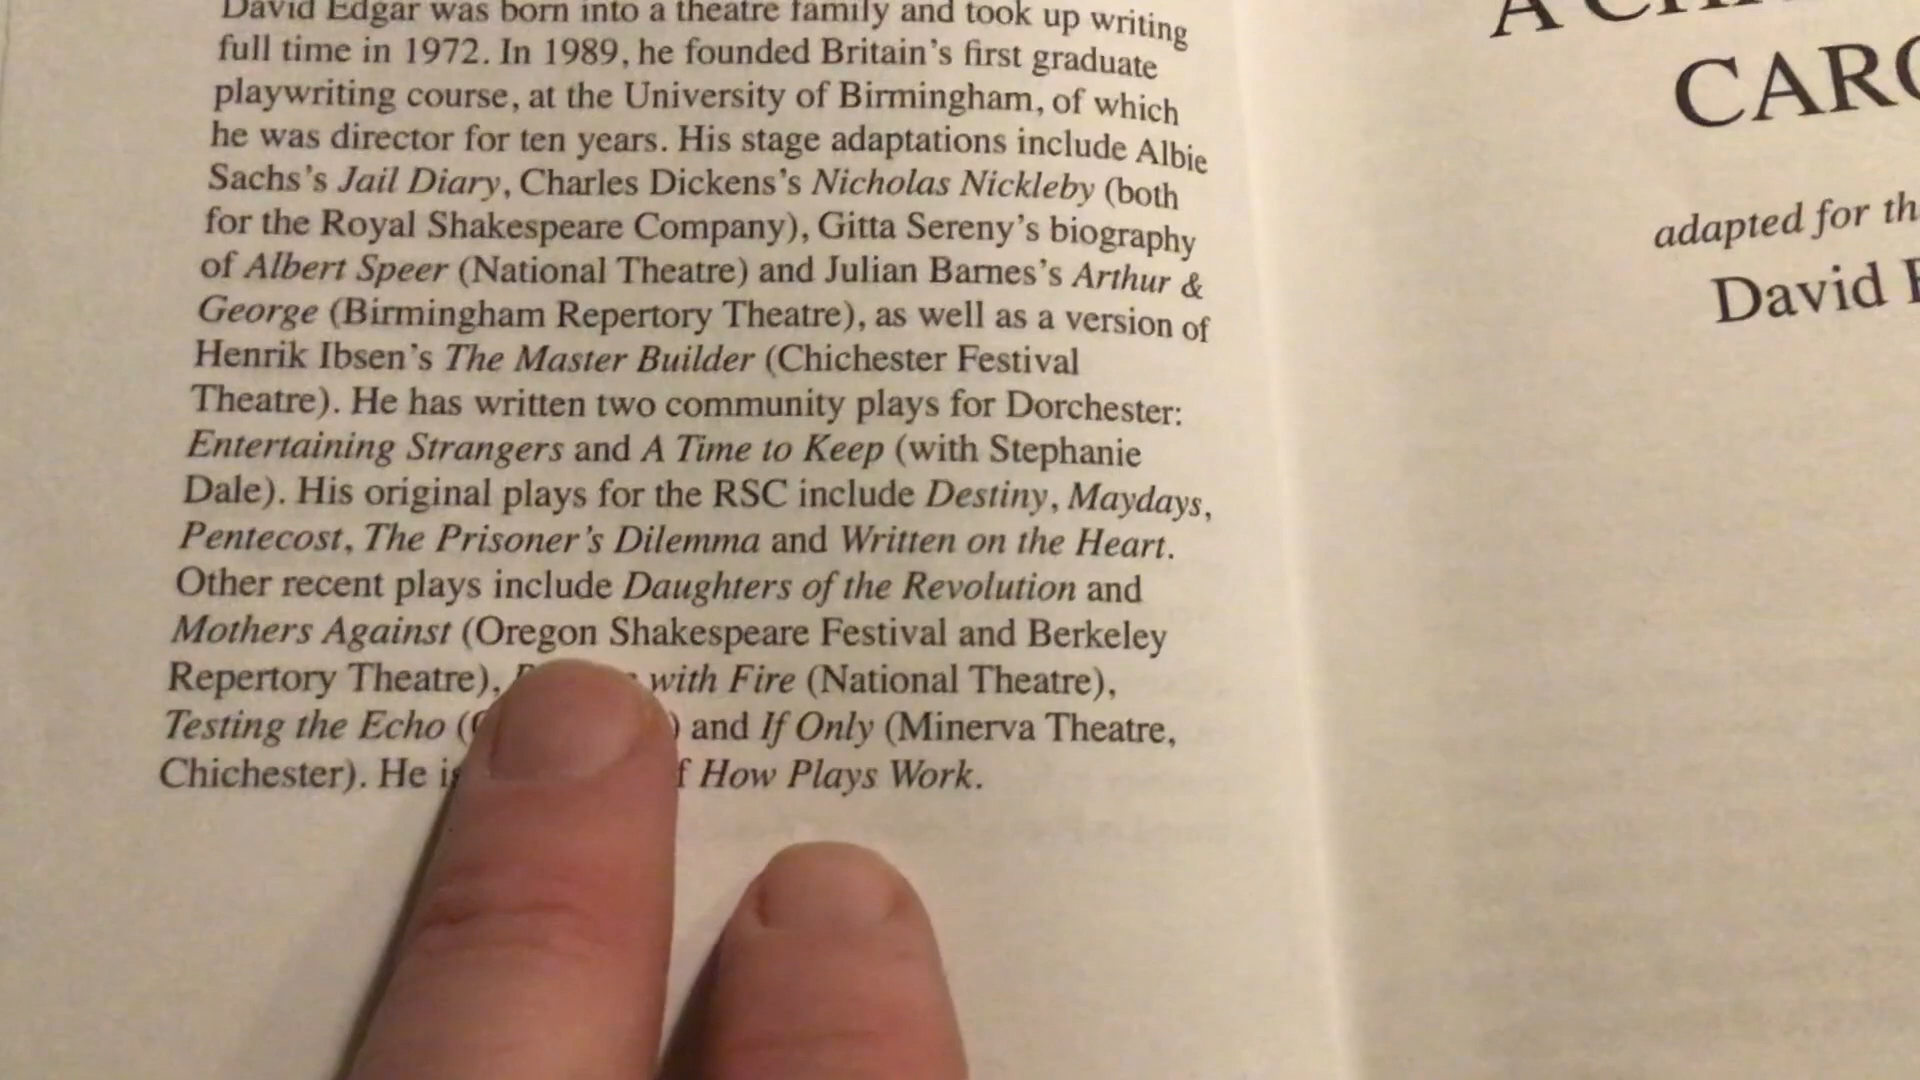 David Edgar was born into a theatre family and took up writing
full time in 1972. In 1989, he founded Britain's first graduate
playwriting course, at the University of Birmingham, of which
he was director for ten years. His stage adaptations include Albie
Sachs's Jail Diary, Charles Dickens's Nicholas Nickleby (both
for the Royal Shakespeare Company), Gitta Sereny's biography
of Albert Speer (National Theatre) and Julian Barnes's Arthur &
George (Birmingham Repertory Theatre), as well as a version of
Henrik Ibsen's The Master Builder (Chichester Festival
Theatre). He has written two community plays for Dorchester:
Entertaining Strangers and A Time to Keep (with Stephanie
Dale). His original plays for the RSC include Destiny, Maydays,
Pentecost, The Prisoner's Dilemma and Written on the Heart.
Other recent plays include Daughters of the Revolution and
Mothers Against (Oregon Shakespeare Festival and Berkeley
Repertory Theatre), with Fire (National Theatre),
Testing the Echo ( ) and If Only (Minerva Theatre,
Chichester). He How Plays Work.
A
CARO
adapted for th
David